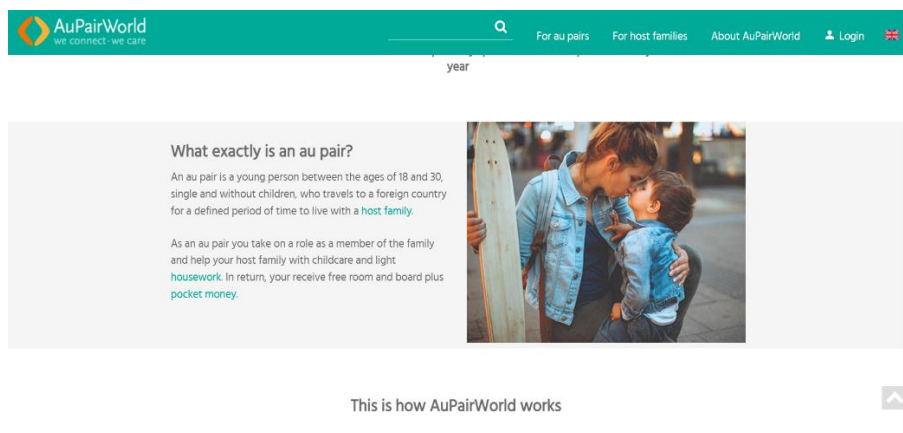 AuPairWorld
we connect - we care
For au pairs
For host families
About AuPairWorld
Login
year
What exactly is an au pair?
An au pair is a young person between the ages of 18 and 30,
single and without children, who travels to a foreign country
for a defined period of time to live with a host family.
As an au pair you take on a role as a member of the family
and help your host family with childcare and light
housework. In return, your receive free room and board plus
pocket money.
This is how AuPairWorld works